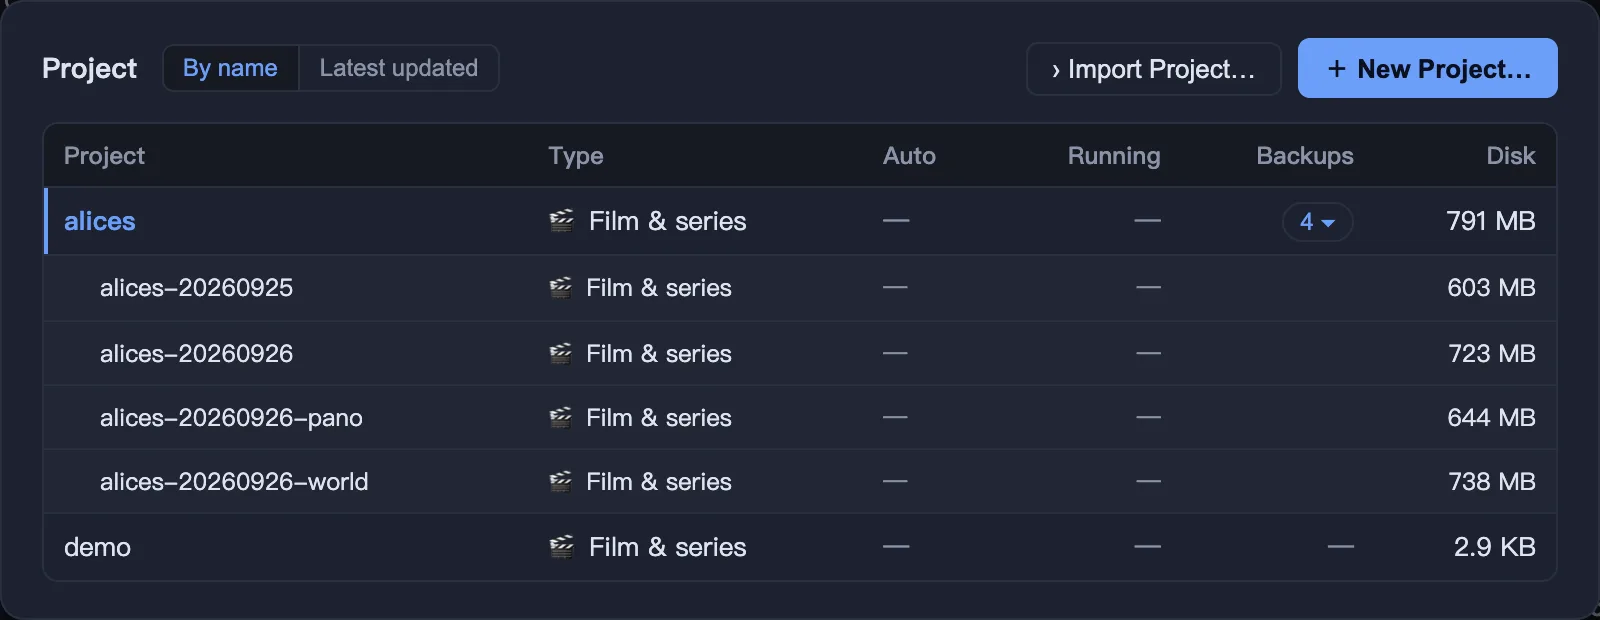 Project By name Latest updated › Import Project... + New Project...
Project Type Auto Running Backups Disk
alices Film & series — — 4 791 MB
alices-20260925 Film & series — — 603 MB
alices-20260926 Film & series — — 723 MB
alices-20260926-pano Film & series — — 644 MB
alices-20260926-world Film & series — — 738 MB
demo Film & series — — — 2.9 KB